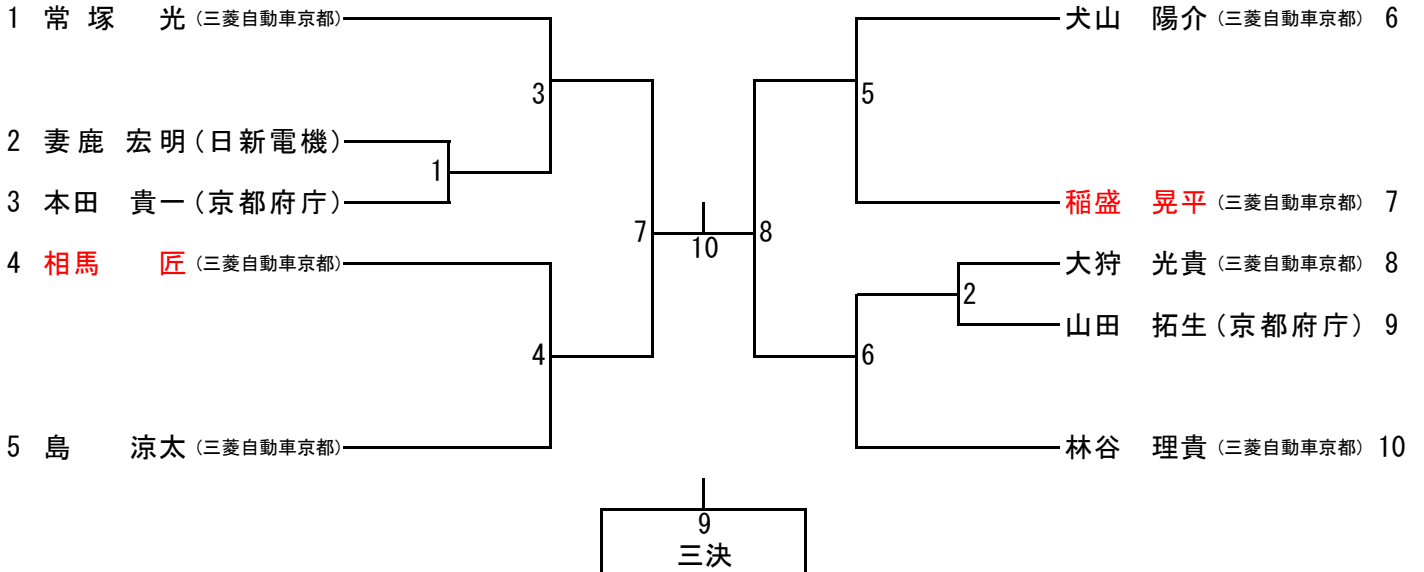 1 常塚 光(三菱自動車京都)
2 妻鹿 宏明(日新電機)
3 本田 貴一(京都府庁)
4 相馬 匠(三菱自動車京都)
5 島 涼太(三菱自動車京都)
3
1
4
7
10
8
5
2
6
犬山 陽介(三菱自動車京都) 6
稲盛 晃平(三菱自動車京都) 7
大狩 光貴(三菱自動車京都) 8
山田 拓生(京都府庁) 9
林谷 理貴(三菱自動車京都) 10
9
三決